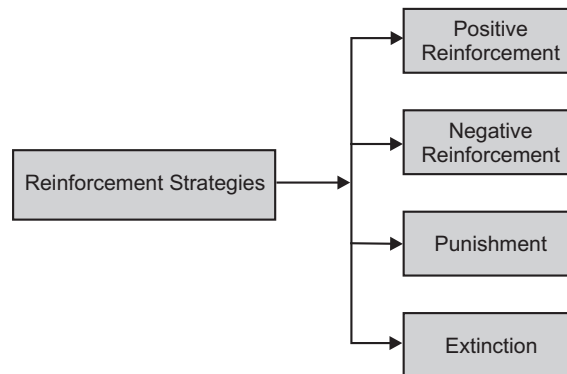 Positive
Reinforcement
Negative
Reinforcement
Reinforcement Strategies
Punishment
Extinction